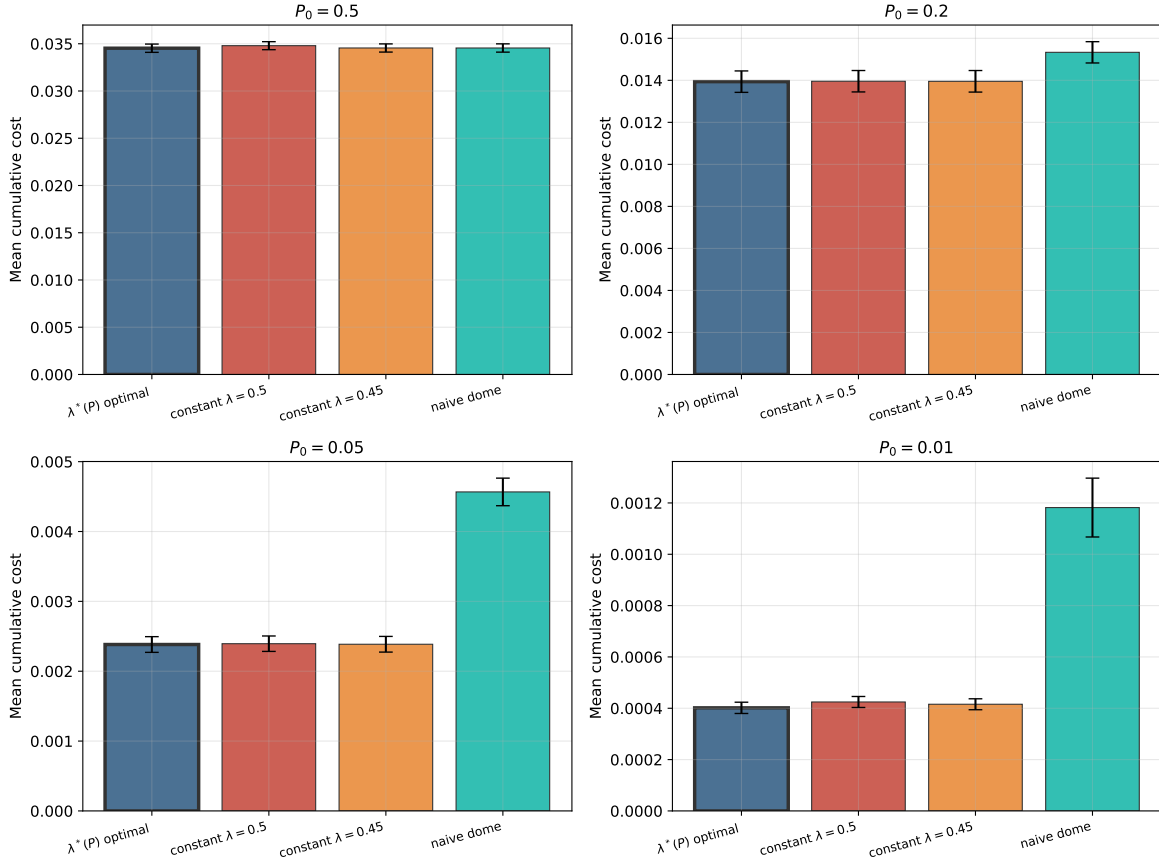 P₀ = 0.5
Mean cumulative cost
0.035
0.030
0.025
0.020
0.015
0.010
0.005
0.000
λ*(P) optimal
constant λ = 0.5
constant λ = 0.45
naive dome
P₀ = 0.2
Mean cumulative cost
0.016
0.014
0.012
0.010
0.008
0.006
0.004
0.002
0.000
λ*(P) optimal
constant λ = 0.5
constant λ = 0.45
naive dome
P₀ = 0.05
Mean cumulative cost
0.005
0.004
0.003
0.002
0.001
0.000
λ*(P) optimal
constant λ = 0.5
constant λ = 0.45
naive dome
P₀ = 0.01
Mean cumulative cost
0.0012
0.0010
0.0008
0.0006
0.0004
0.0002
0.0000
λ*(P) optimal
constant λ = 0.5
constant λ = 0.45
naive dome